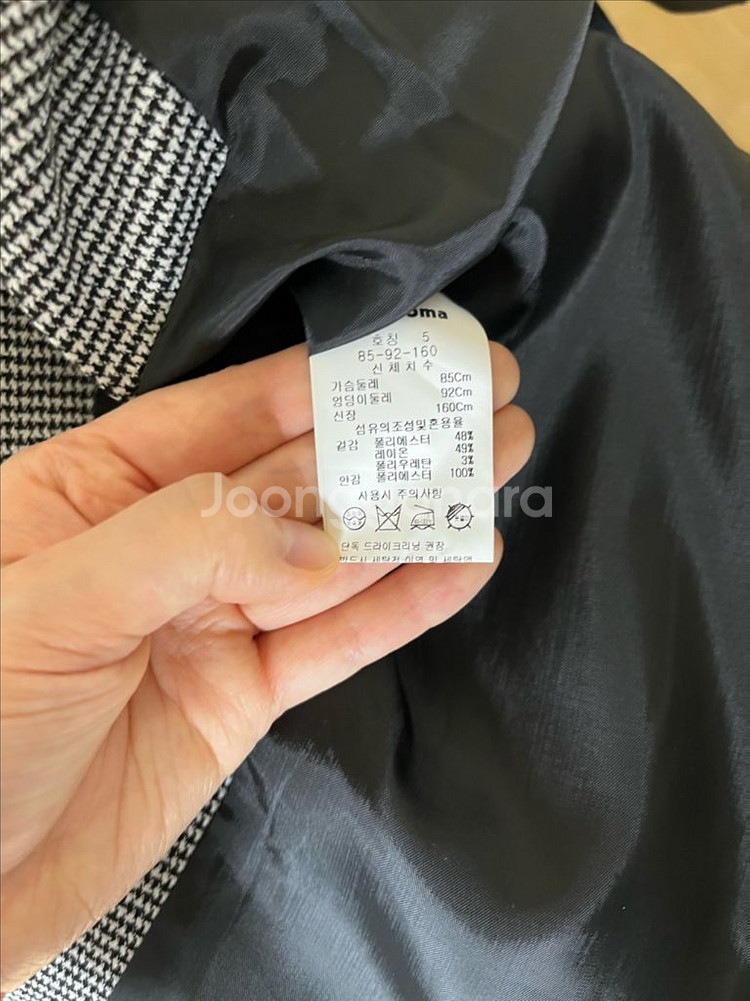 oma
호칭 5
85-92-160
신체치수
가슴둘레 85Cm
엉덩이둘레 92Cm
신장 160Cm
섬유의조성및혼용율
겉감 폴리에스터 48%
레이온 49%
폴리우레탄 3%
안감 폴리에스터 100%
사용시 주의사항
단독 드라이크리닝 권장
Joong ara